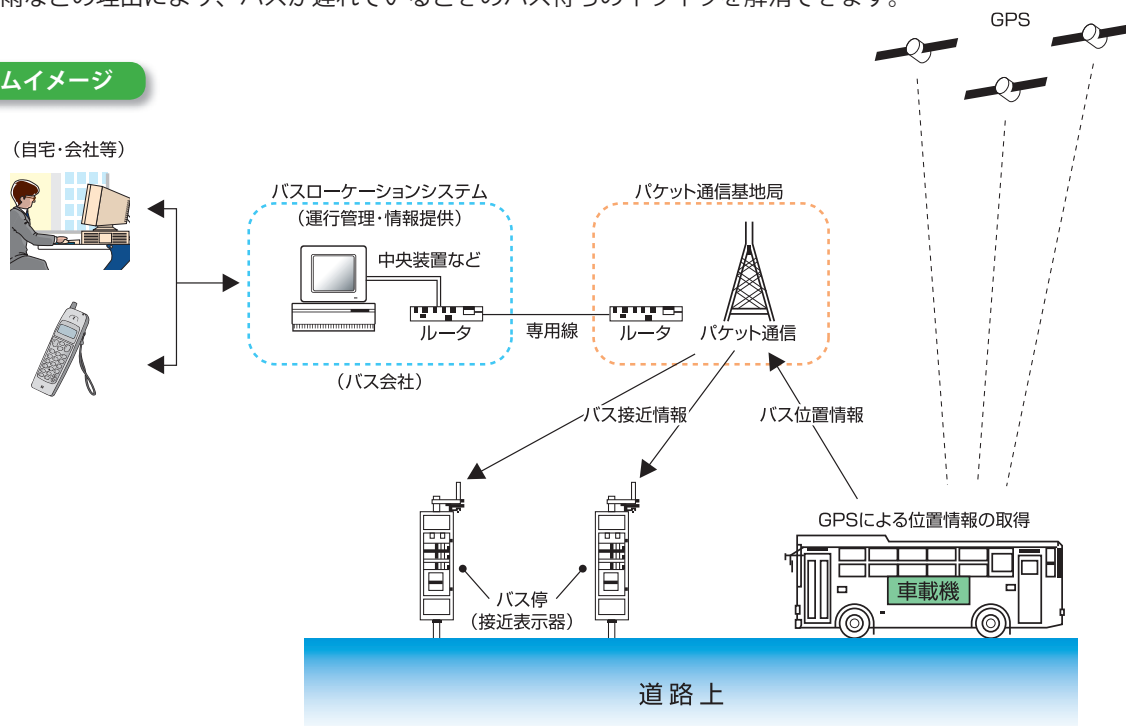 雨などの理由により、バスが遅れているときのバス待ちのイライラを解消できます。
GPS
ムイメージ
（自宅・会社等）
バスローケーションシステム
（運行管理・情報提供）
中央装置など
ルータ
（バス会社）
専用線
パケット通信基地局
ルータ
パケット通信
バス接近情報
バス位置情報
GPSによる位置情報の取得
車載機
バス停
（接近表示器）
道路上